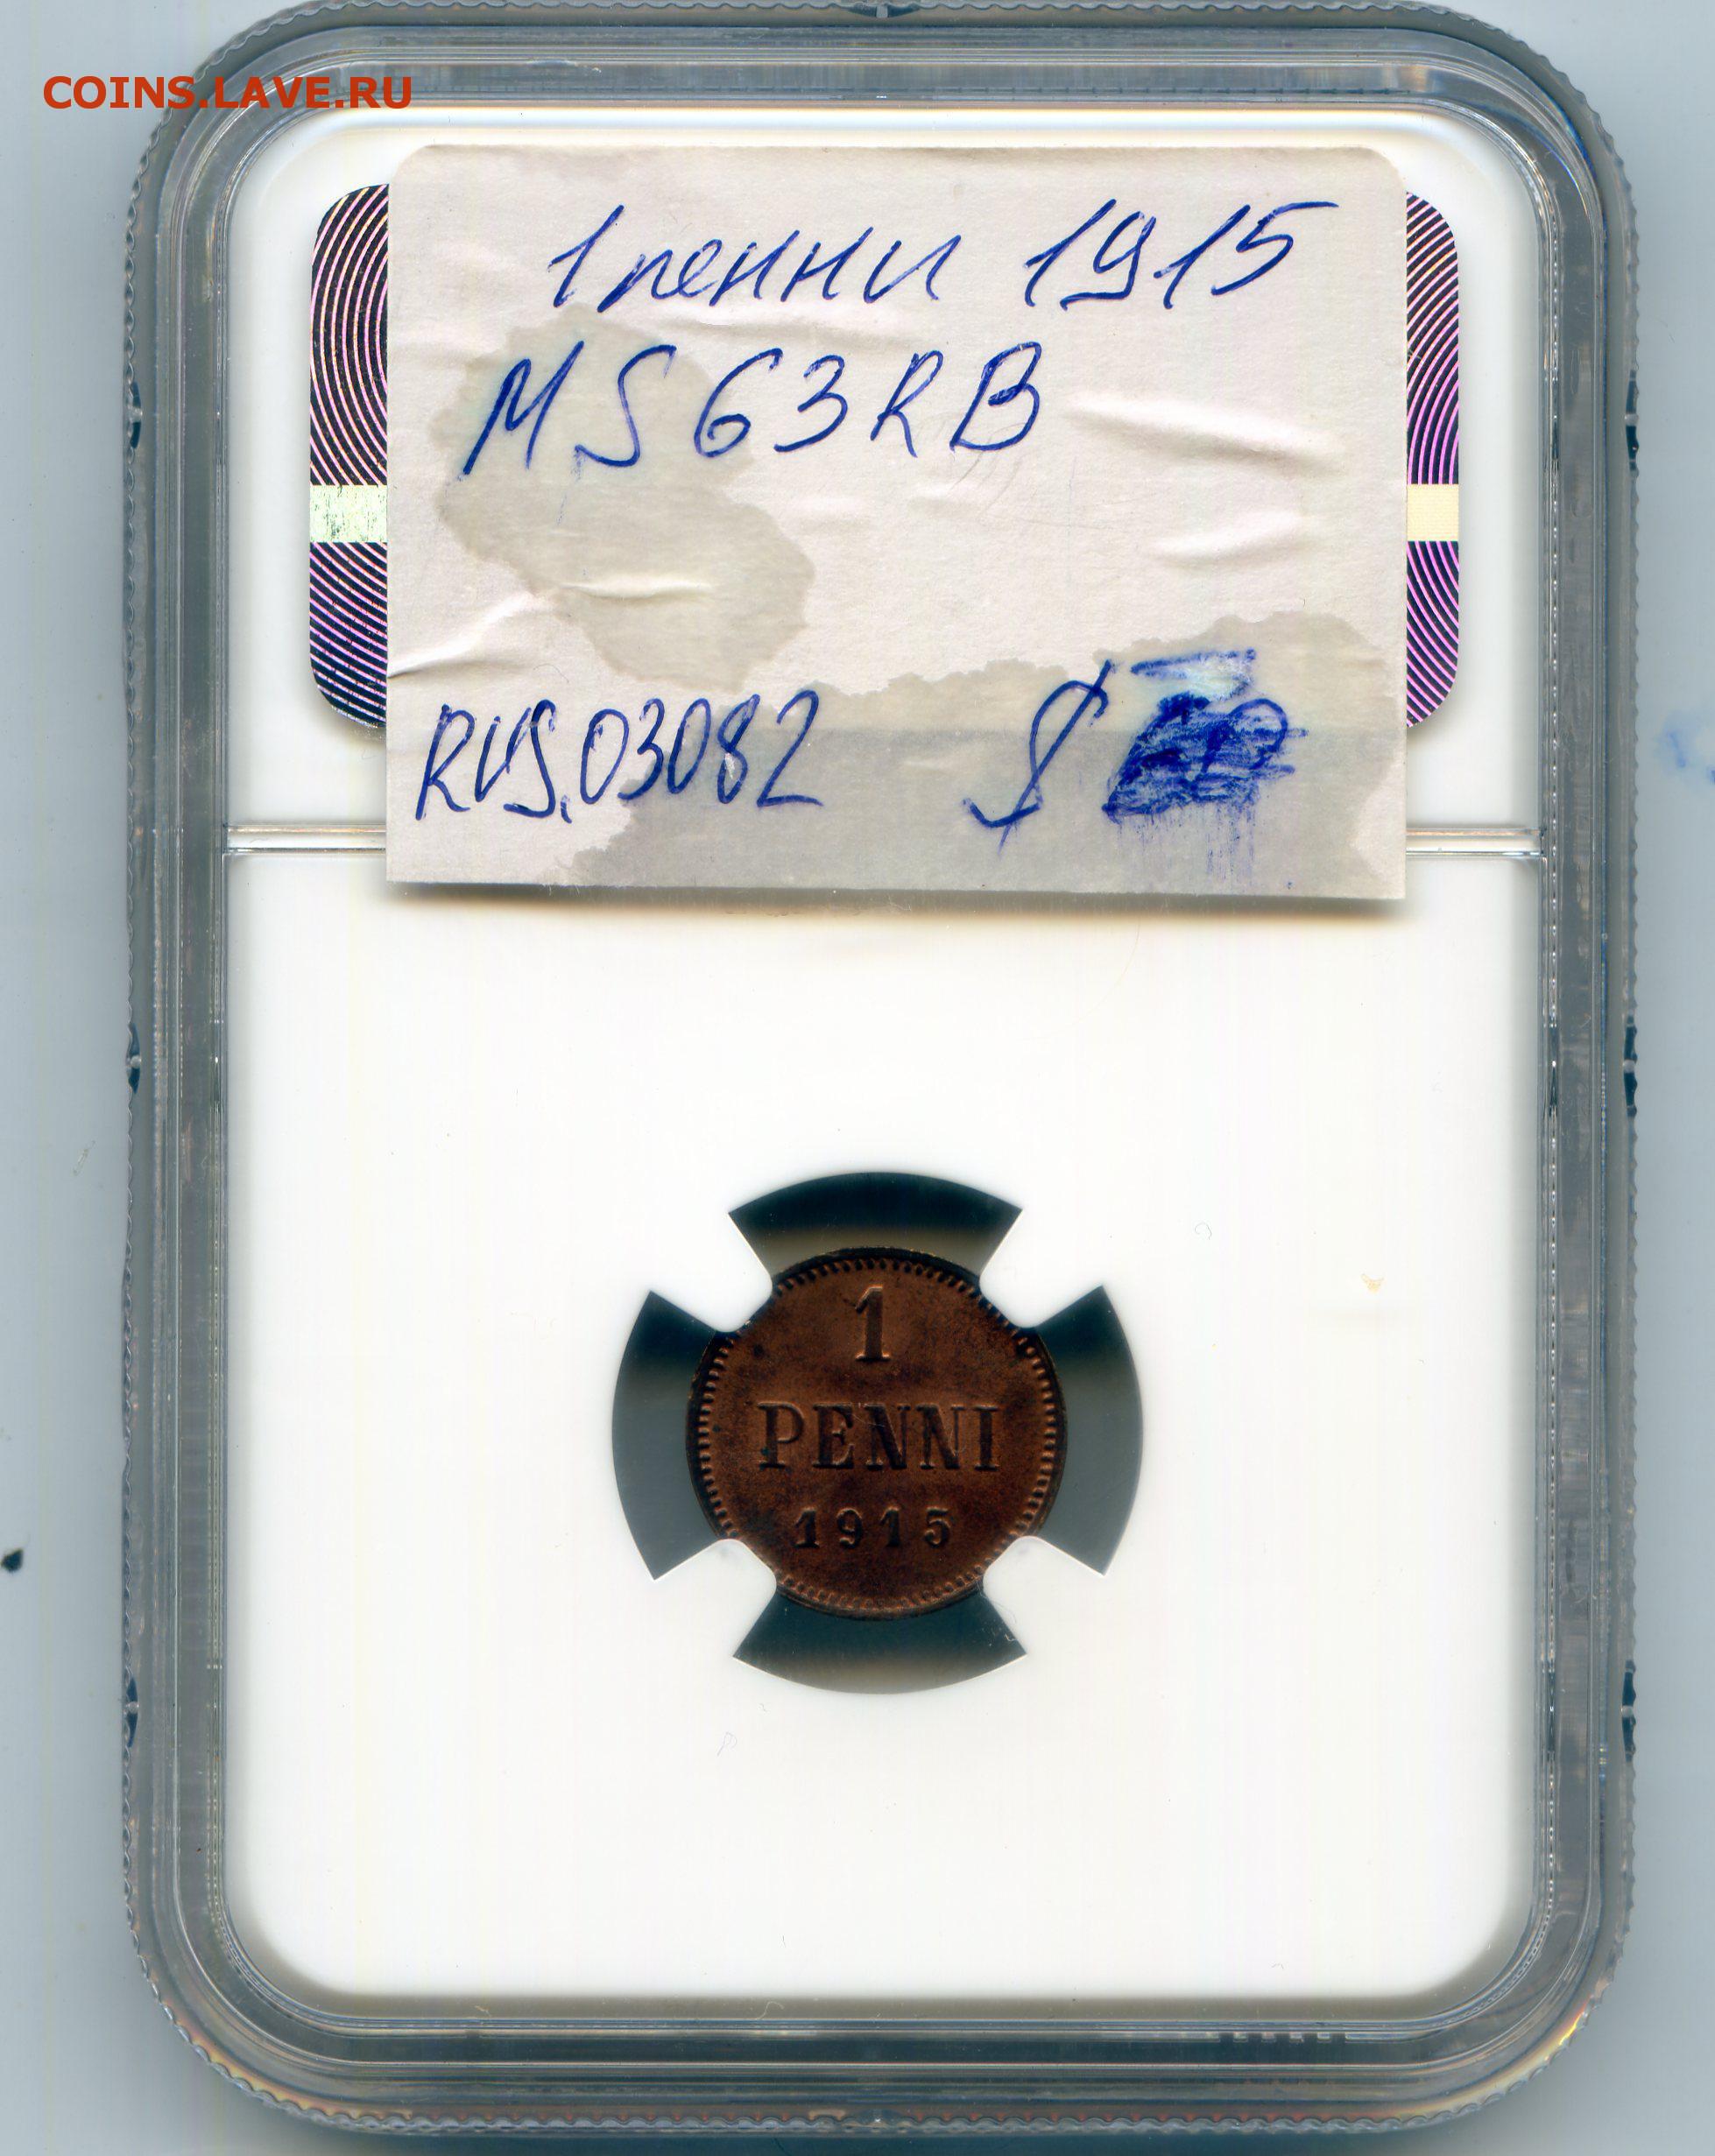 COINS.LAVE.RU
1 пенни 1915
MS63RB
RUS.03082 $
1
PENNI
1915